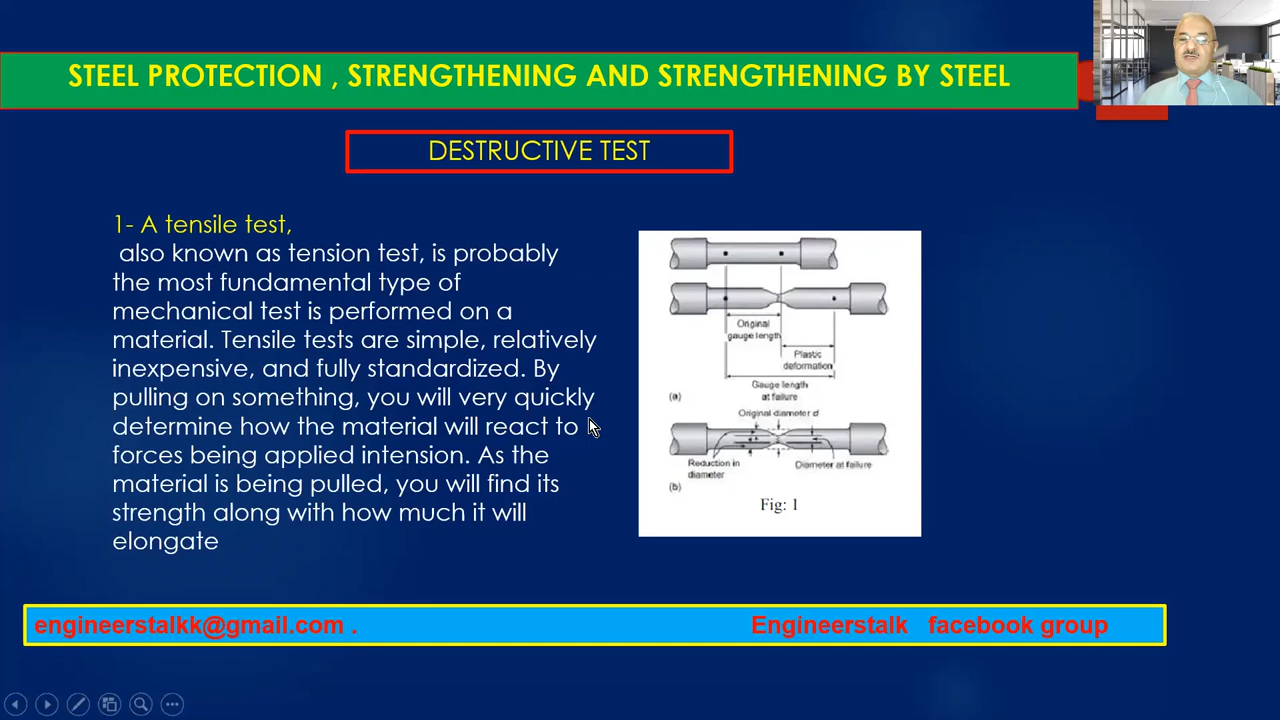 STEEL PROTECTION , STRENGTHENING AND STRENGTHENING BY STEEL
DESTRUCTIVE TEST
1- A tensile test,
also known as tension test, is probably
the most fundamental type of
mechanical test is performed on a
material. Tensile tests are simple, relatively
inexpensive, and fully standardized. By
pulling on something, you will very quickly
determine how the material will react to
forces being applied intension. As the
material is being pulled, you will find its
strength along with how much it will
elongate
Original
gauge length
Plastic
deformation
Gauge length
at failure
(a)
Original diameter d
Reduction in
diameter
Diameter at failure
(b)
Fig: 1
engineerstalkk@gmail.com .
Engineerstalk facebook group